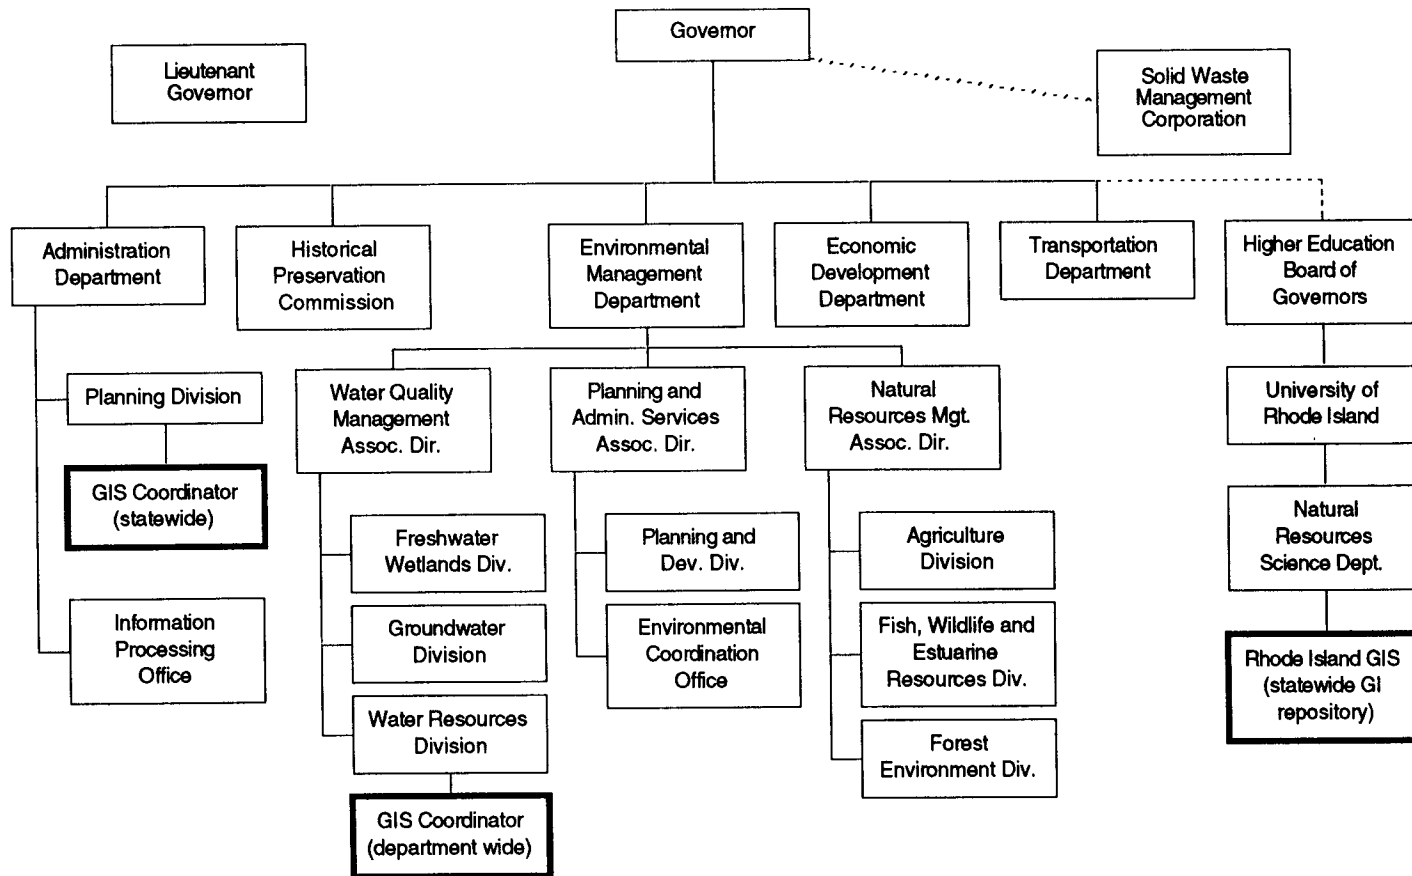 Governor
Lieutenant
Governor
Solid Waste
Management
Corporation
Administration
Department
Historical
Preservation
Commission
Environmental
Management
Department
Economic
Development
Department
Transportation
Department
Higher Education
Board of
Governors
Planning Division
GIS Coordinator
(statewide)
Information
Processing
Office
Water Quality
Management
Assoc. Dir.
Freshwater
Wetlands Div.
Groundwater
Division
Water Resources
Division
GIS Coordinator
(department wide)
Planning and
Admin. Services
Assoc. Dir.
Planning and
Dev. Div.
Environmental
Coordination
Office
Natural
Resources Mgt.
Assoc. Dir.
Agriculture
Division
Fish, Wildlife and
Estuarine
Resources Div.
Forest
Environment Div.
University of
Rhode Island
Natural
Resources
Science Dept.
Rhode Island GIS
(statewide GI
repository)